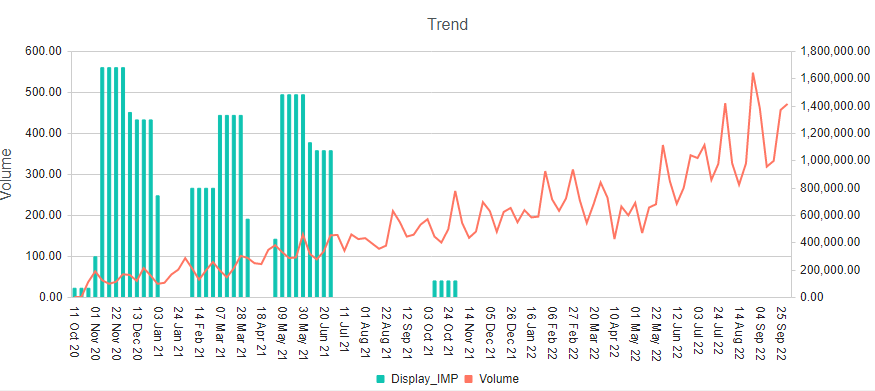 Trend
600.00
500.00
400.00
300.00
200.00
100.00
0.00
Volume
1,800,000.00
1,600,000.00
1,400,000.00
1,200,000.00
1,000,000.00
800,000.00
600,000.00
400,000.00
200,000.00
0.00
11 Oct 20
01 Nov 20
22 Nov 20
13 Dec 20
03 Jan 21
24 Jan 21
14 Feb 21
07 Mar 21
28 Mar 21
18 Apr 21
09 May 21
30 May 21
20 Jun 21
11 Jul 21
01 Aug 21
22 Aug 21
12 Sep 21
03 Oct 21
24 Oct 21
14 Nov 21
05 Dec 21
26 Dec 21
16 Jan 22
06 Feb 22
27 Feb 22
20 Mar 22
10 Apr 22
01 May 22
22 May 22
12 Jun 22
03 Jul 22
24 Jul 22
14 Aug 22
04 Sep 22
25 Sep 22
Display_IMP Volume